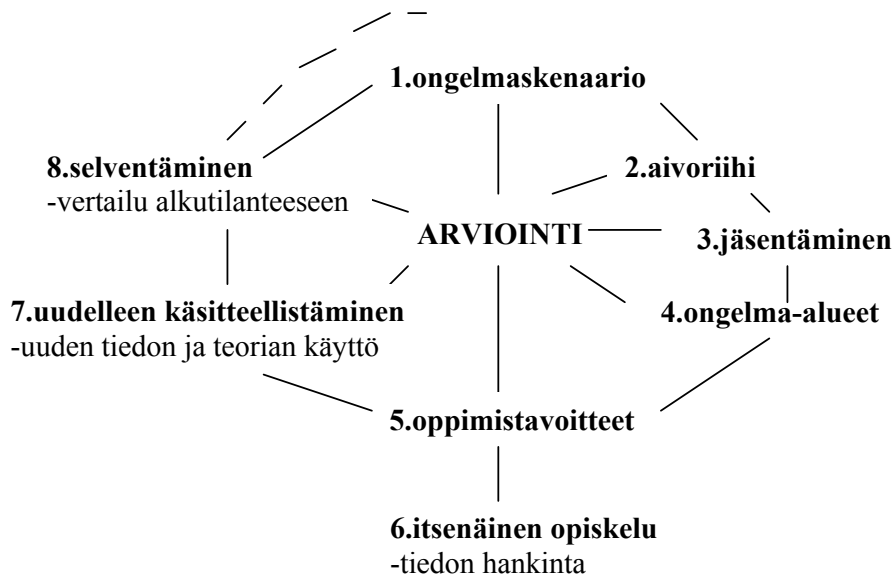 1.ongelmaskenaario
2.aivoriihi
8.selventäminen
-vertailu alkutilanteeseen
ARVIOINTI
3.jäsentäminen
7.uudelleen käsitteellistäminen
-uuden tiedon ja teorian käyttö
4.ongelma-alueet
5.oppimistavoitteet
6.itsenäinen opiskelu
-tiedon hankinta